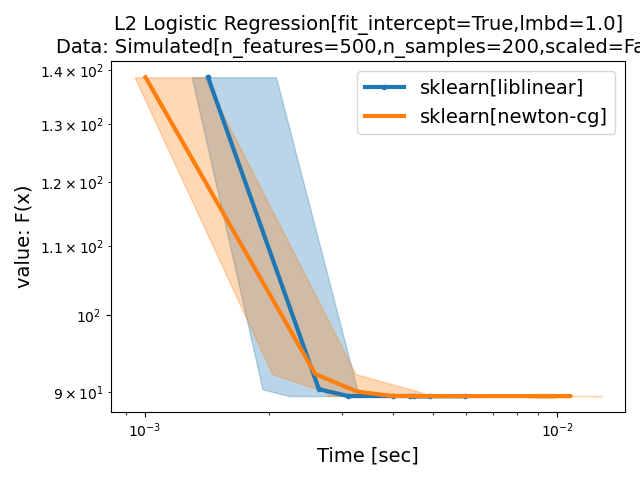 L2 Logistic Regression[fit_intercept=True,lmbd=1.0]
Data: Simulated[n_features=500,n_samples=200,scaled=Fa
1.4 × 10²
1.3 × 10²
1.2 × 10²
1.1 × 10²
10²
9 × 10¹
value: F(x)
sklearn[liblinear]
sklearn[newton-cg]
10⁻³
10⁻²
Time [sec]